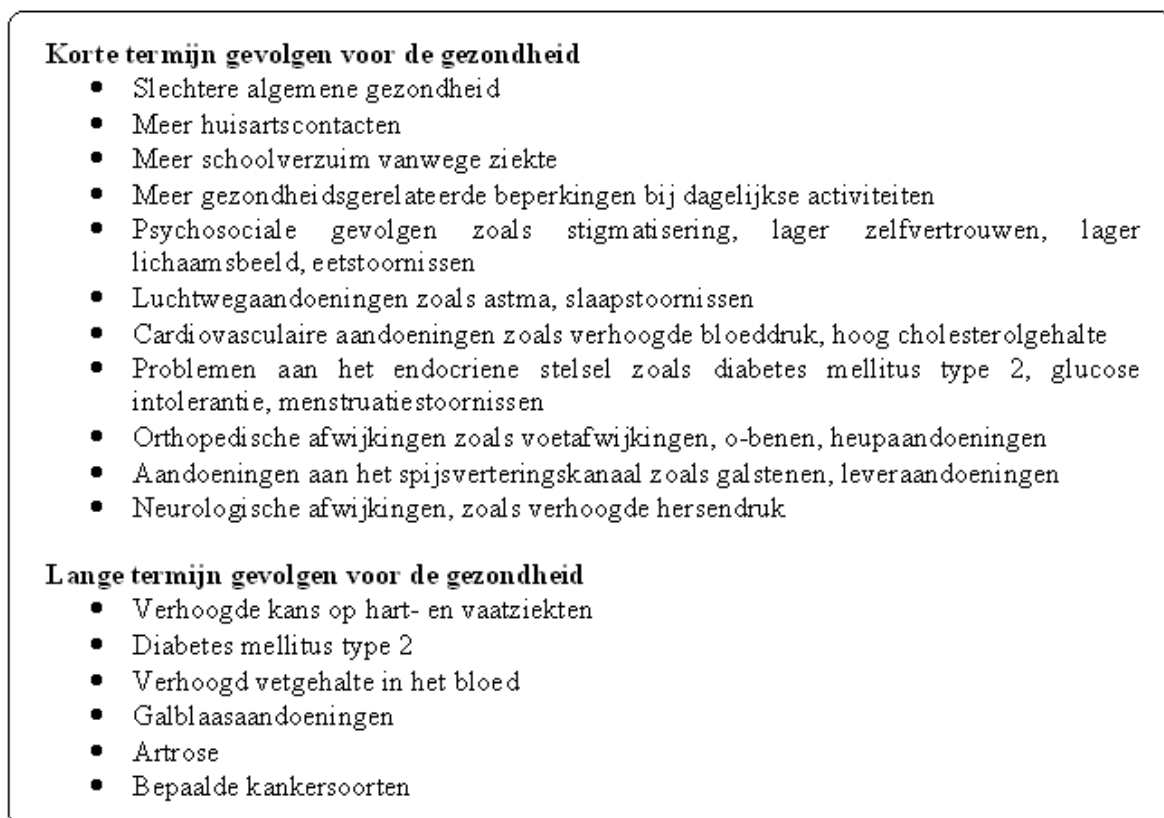 Korte termijn gevolgen voor de gezondheid
• Slechtere algemene gezondheid
• Meer huisartscontacten
• Meer schoolverzuim vanwege ziekte
• Meer gezondheidsgerelateerde beperkingen bij dagelijkse activiteiten
• Psychosociale gevolgen zoals stigmatisering, lager zelfvertrouwen, lager
lichaamsbeeld, eetstoornissen
• Luchtwegaandoeningen zoals astma, slaapstoornissen
• Cardiovasculaire aandoeningen zoals verhoogde bloeddruk, hoog cholesterolgehalte
• Problemen aan het endocriene stelsel zoals diabetes mellitus type 2, glucose
intolerantie, menstruatiestoornissen
• Orthopedische afwijkingen zoals voetafwijkingen, o-benen, heupaandoeningen
• Aandoeningen aan het spijsverteringskanaal zoals galstenen, leveraandoeningen
• Neurologische afwijkingen, zoals verhoogde hersendruk
Lange termijn gevolgen voor de gezondheid
• Verhoogde kans op hart- en vaatziekten
• Diabetes mellitus type 2
• Verhoogd vetgehalte in het bloed
• Galblaasaandoeningen
• Artrose
• Bepaalde kankersoorten